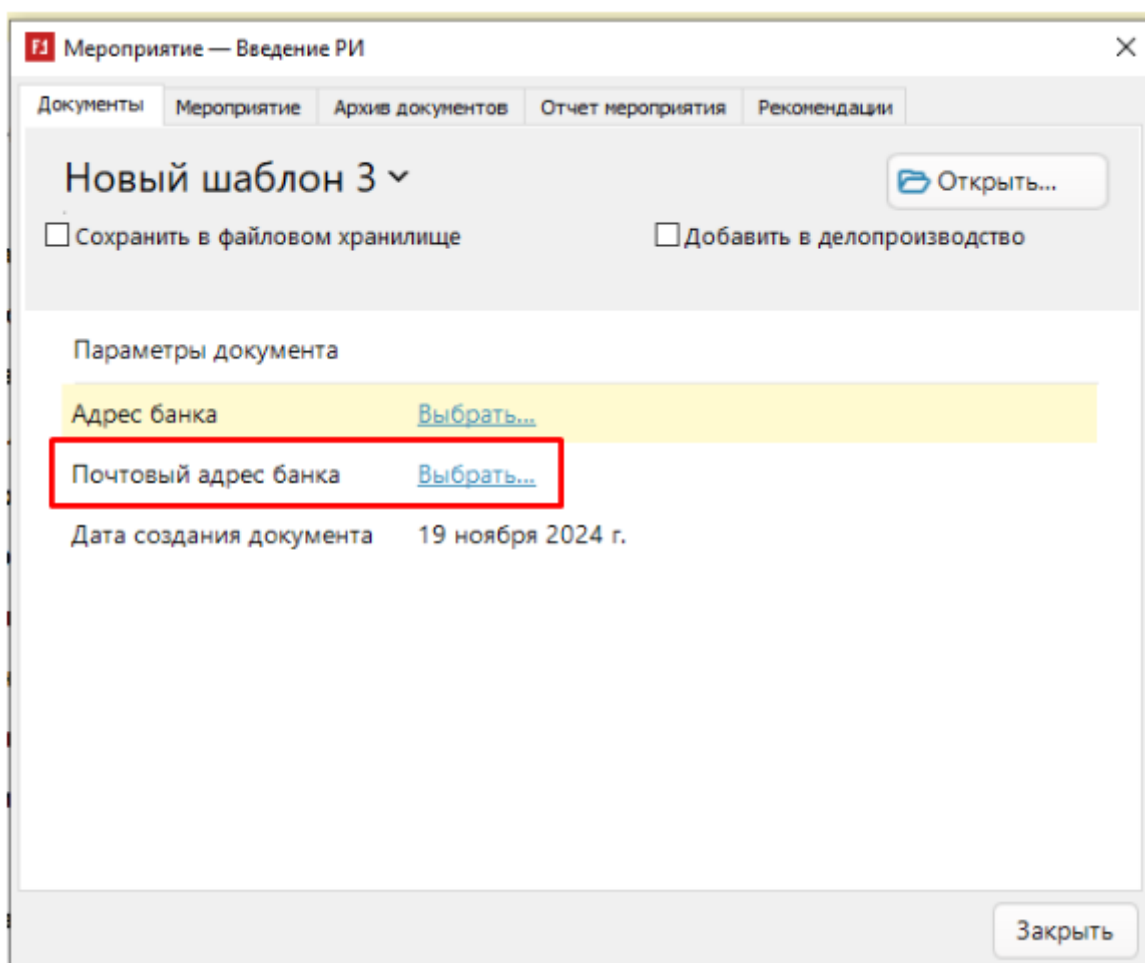 Мероприятие — Введение РИ
Документы Мероприятие Архив документов Отчет мероприятия Рекомендации
Новый шаблон 3 Открыть...
Сохранить в файловом хранилище Добавить в делопроизводство
Параметры документа
Адрес банка Выбрать...
Почтовый адрес банка Выбрать...
Дата создания документа 19 ноября 2024 г.
Закрыть